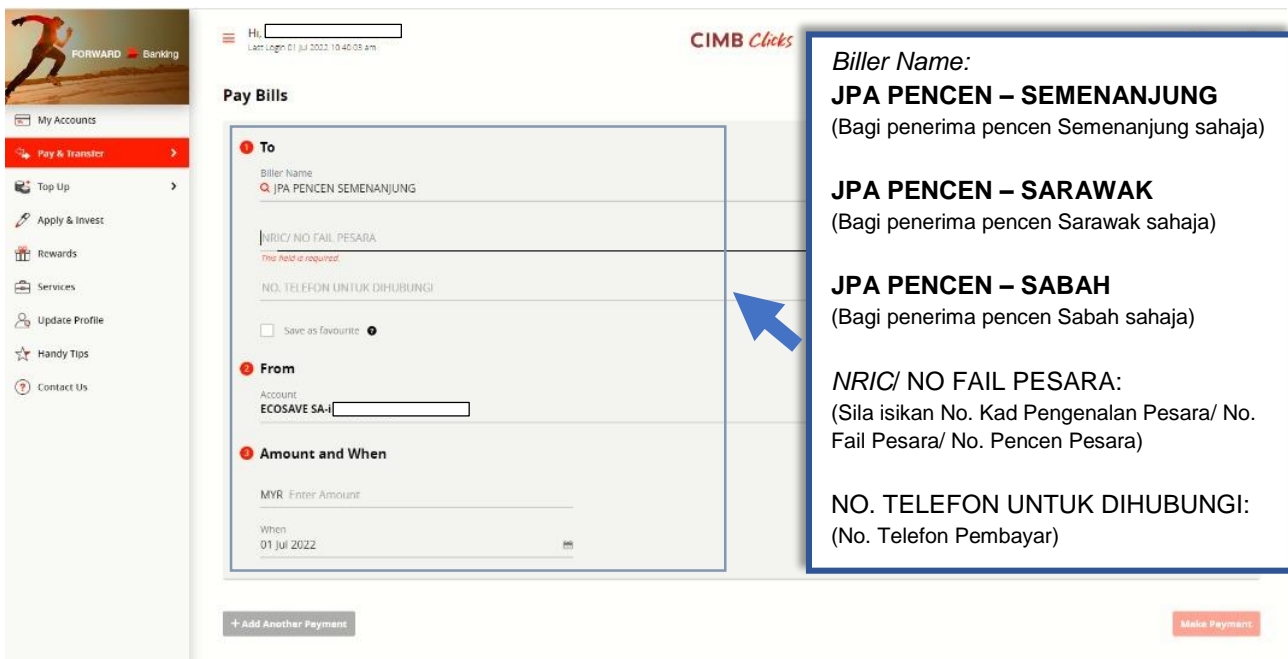 FORWARD Banking
My Accounts
Pay & Transfer
Top Up
Apply & Invest
Rewards
Services
Update Profile
Handy Tips
Contact Us
Hi,
Last Login 01 Jul 2022 10:40:03 am
CIMB Clicks
Pay Bills
1 To
Biller Name
JPA PENCEN SEMENANJUNG
NRIC/ NO FAIL PESARA
This field is required.
NO. TELEFON UNTUK DIHUBUNGI
Save as favourite ?
2 From
Account
ECOSAVE SA-i
3 Amount and When
MYR Enter Amount
When
01 Jul 2022
+ Add Another Payment
Make Payment
Biller Name:
JPA PENCEN – SEMENANJUNG
(Bagi penerima pencen Semenanjung sahaja)
JPA PENCEN – SARAWAK
(Bagi penerima pencen Sarawak sahaja)
JPA PENCEN – SABAH
(Bagi penerima pencen Sabah sahaja)
NRIC/ NO FAIL PESARA:
(Sila isikan No. Kad Pengenalan Pesara/ No.
Fail Pesara/ No. Pencen Pesara)
NO. TELEFON UNTUK DIHUBUNGI:
(No. Telefon Pembayar)